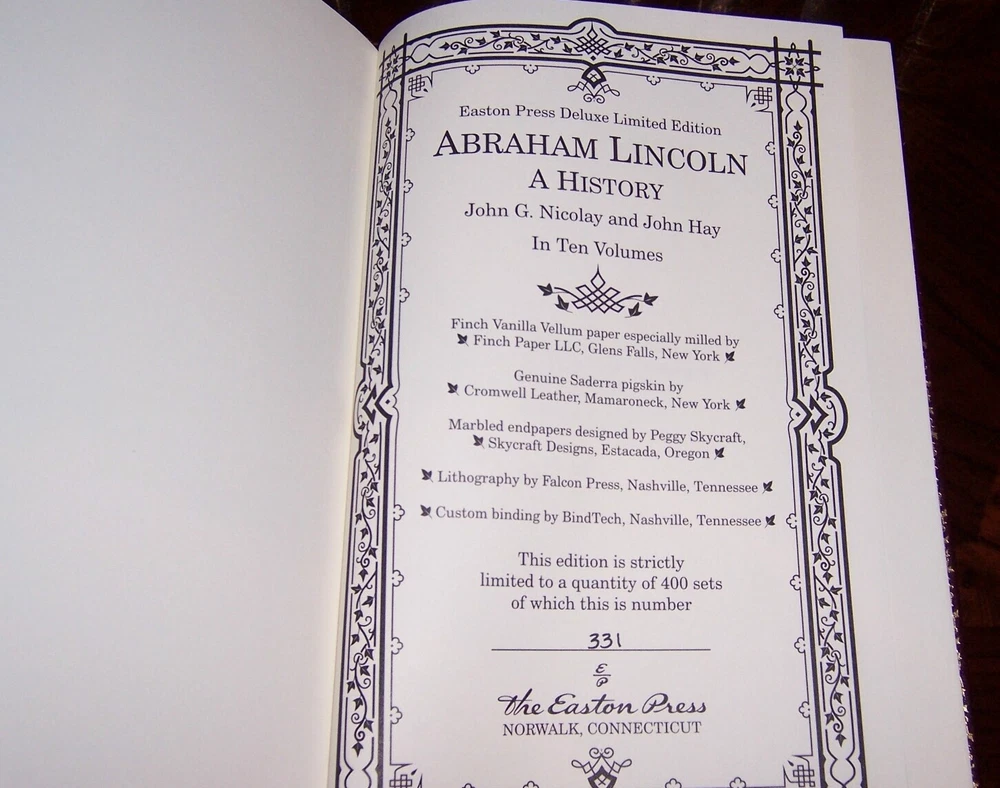 Easton Press Deluxe Limited Edition
ABRAHAM LINCOLN
A HISTORY
John G. Nicolay and John Hay
In Ten Volumes
Finch Vanilla Vellum paper especially milled by
Finch Paper LLC, Glens Falls, New York
Genuine Saderra pigskin by
Cromwell Leather, Mamaroneck, New York
Marbled endpapers designed by Peggy Skycraft,
Skycraft Designs, Estacada, Oregon
Lithography by Falcon Press, Nashville, Tennessee
Custom binding by BindTech, Nashville, Tennessee
This edition is strictly
limited to a quantity of 400 sets
of which this is number
331
E
P
the Easton Press
NORWALK, CONNECTICUT